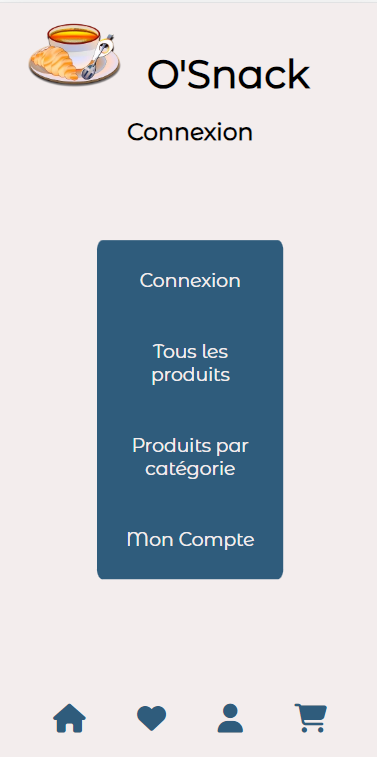 O'Snack
Connexion
Connexion
Tous les
produits
Produits par
catégorie
Mon Compte